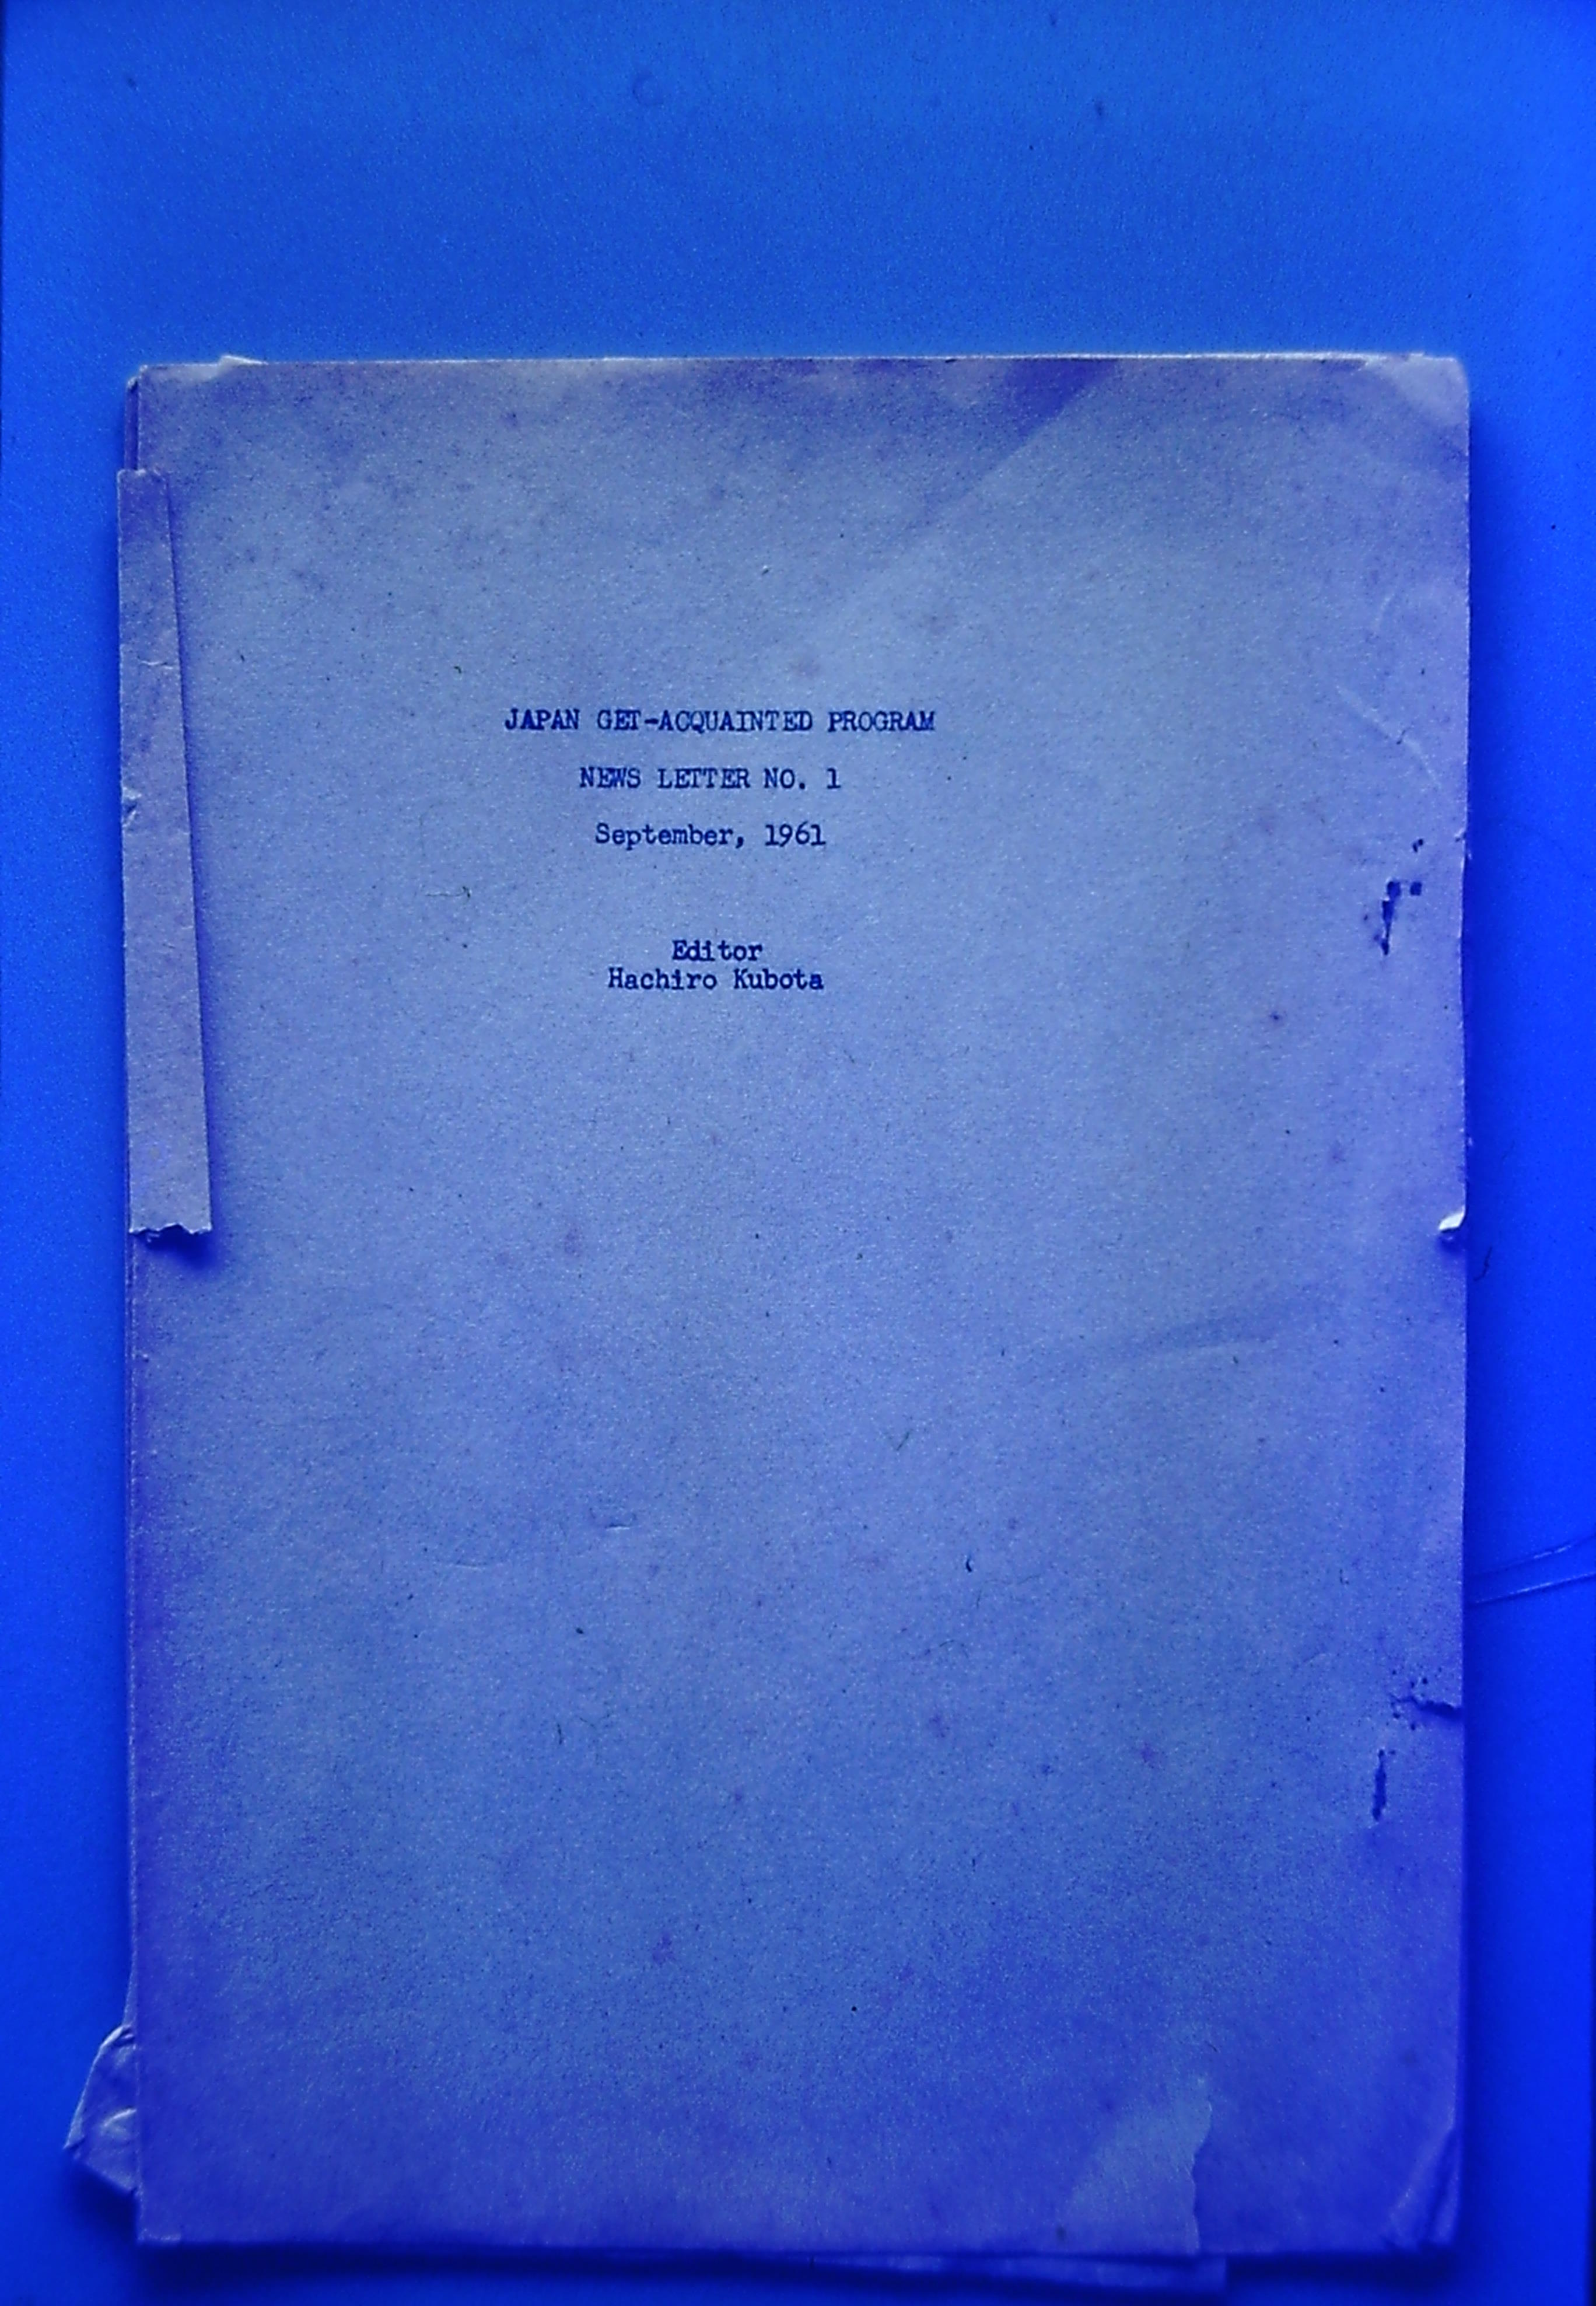 JAPAN GET-ACQUAINTED PROGRAM
NEWS LETTER NO. 1
September, 1961
Editor
Hachiro Kubota